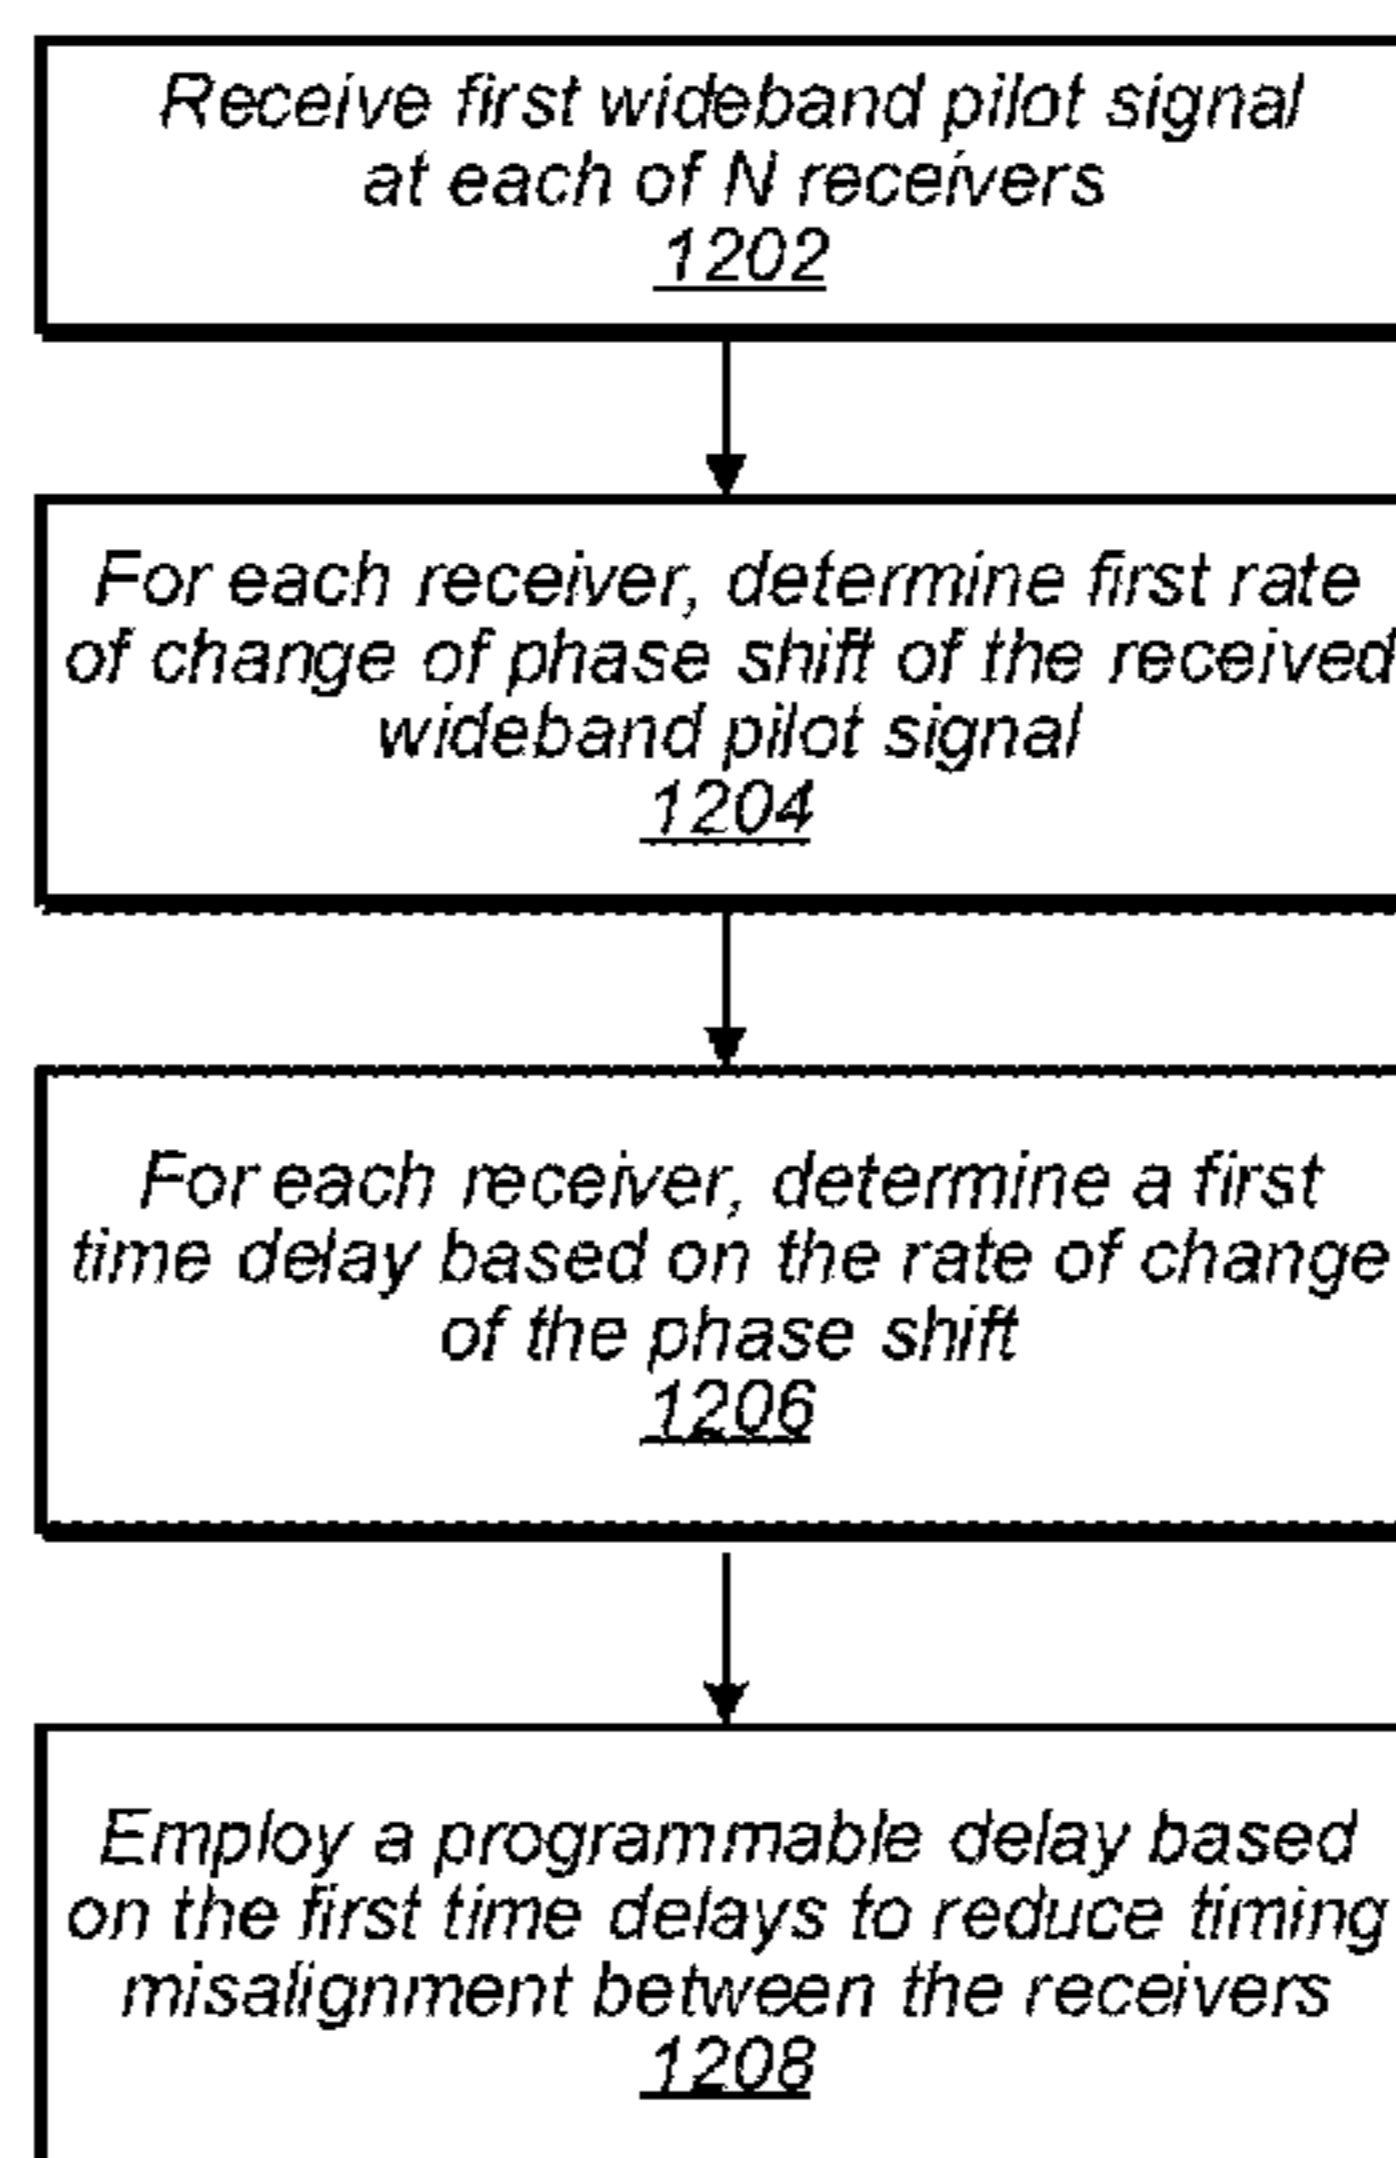 Receive first wideband pilot signal
at each of N receivers
1202
For each receiver, determine first rate
of change of phase shift of the received
wideband pilot signal
1204
For each receiver, determine a first
time delay based on the rate of change
of the phase shift
1206
Employ a programmable delay based
on the first time delays to reduce timing
misalignment between the receivers
1208